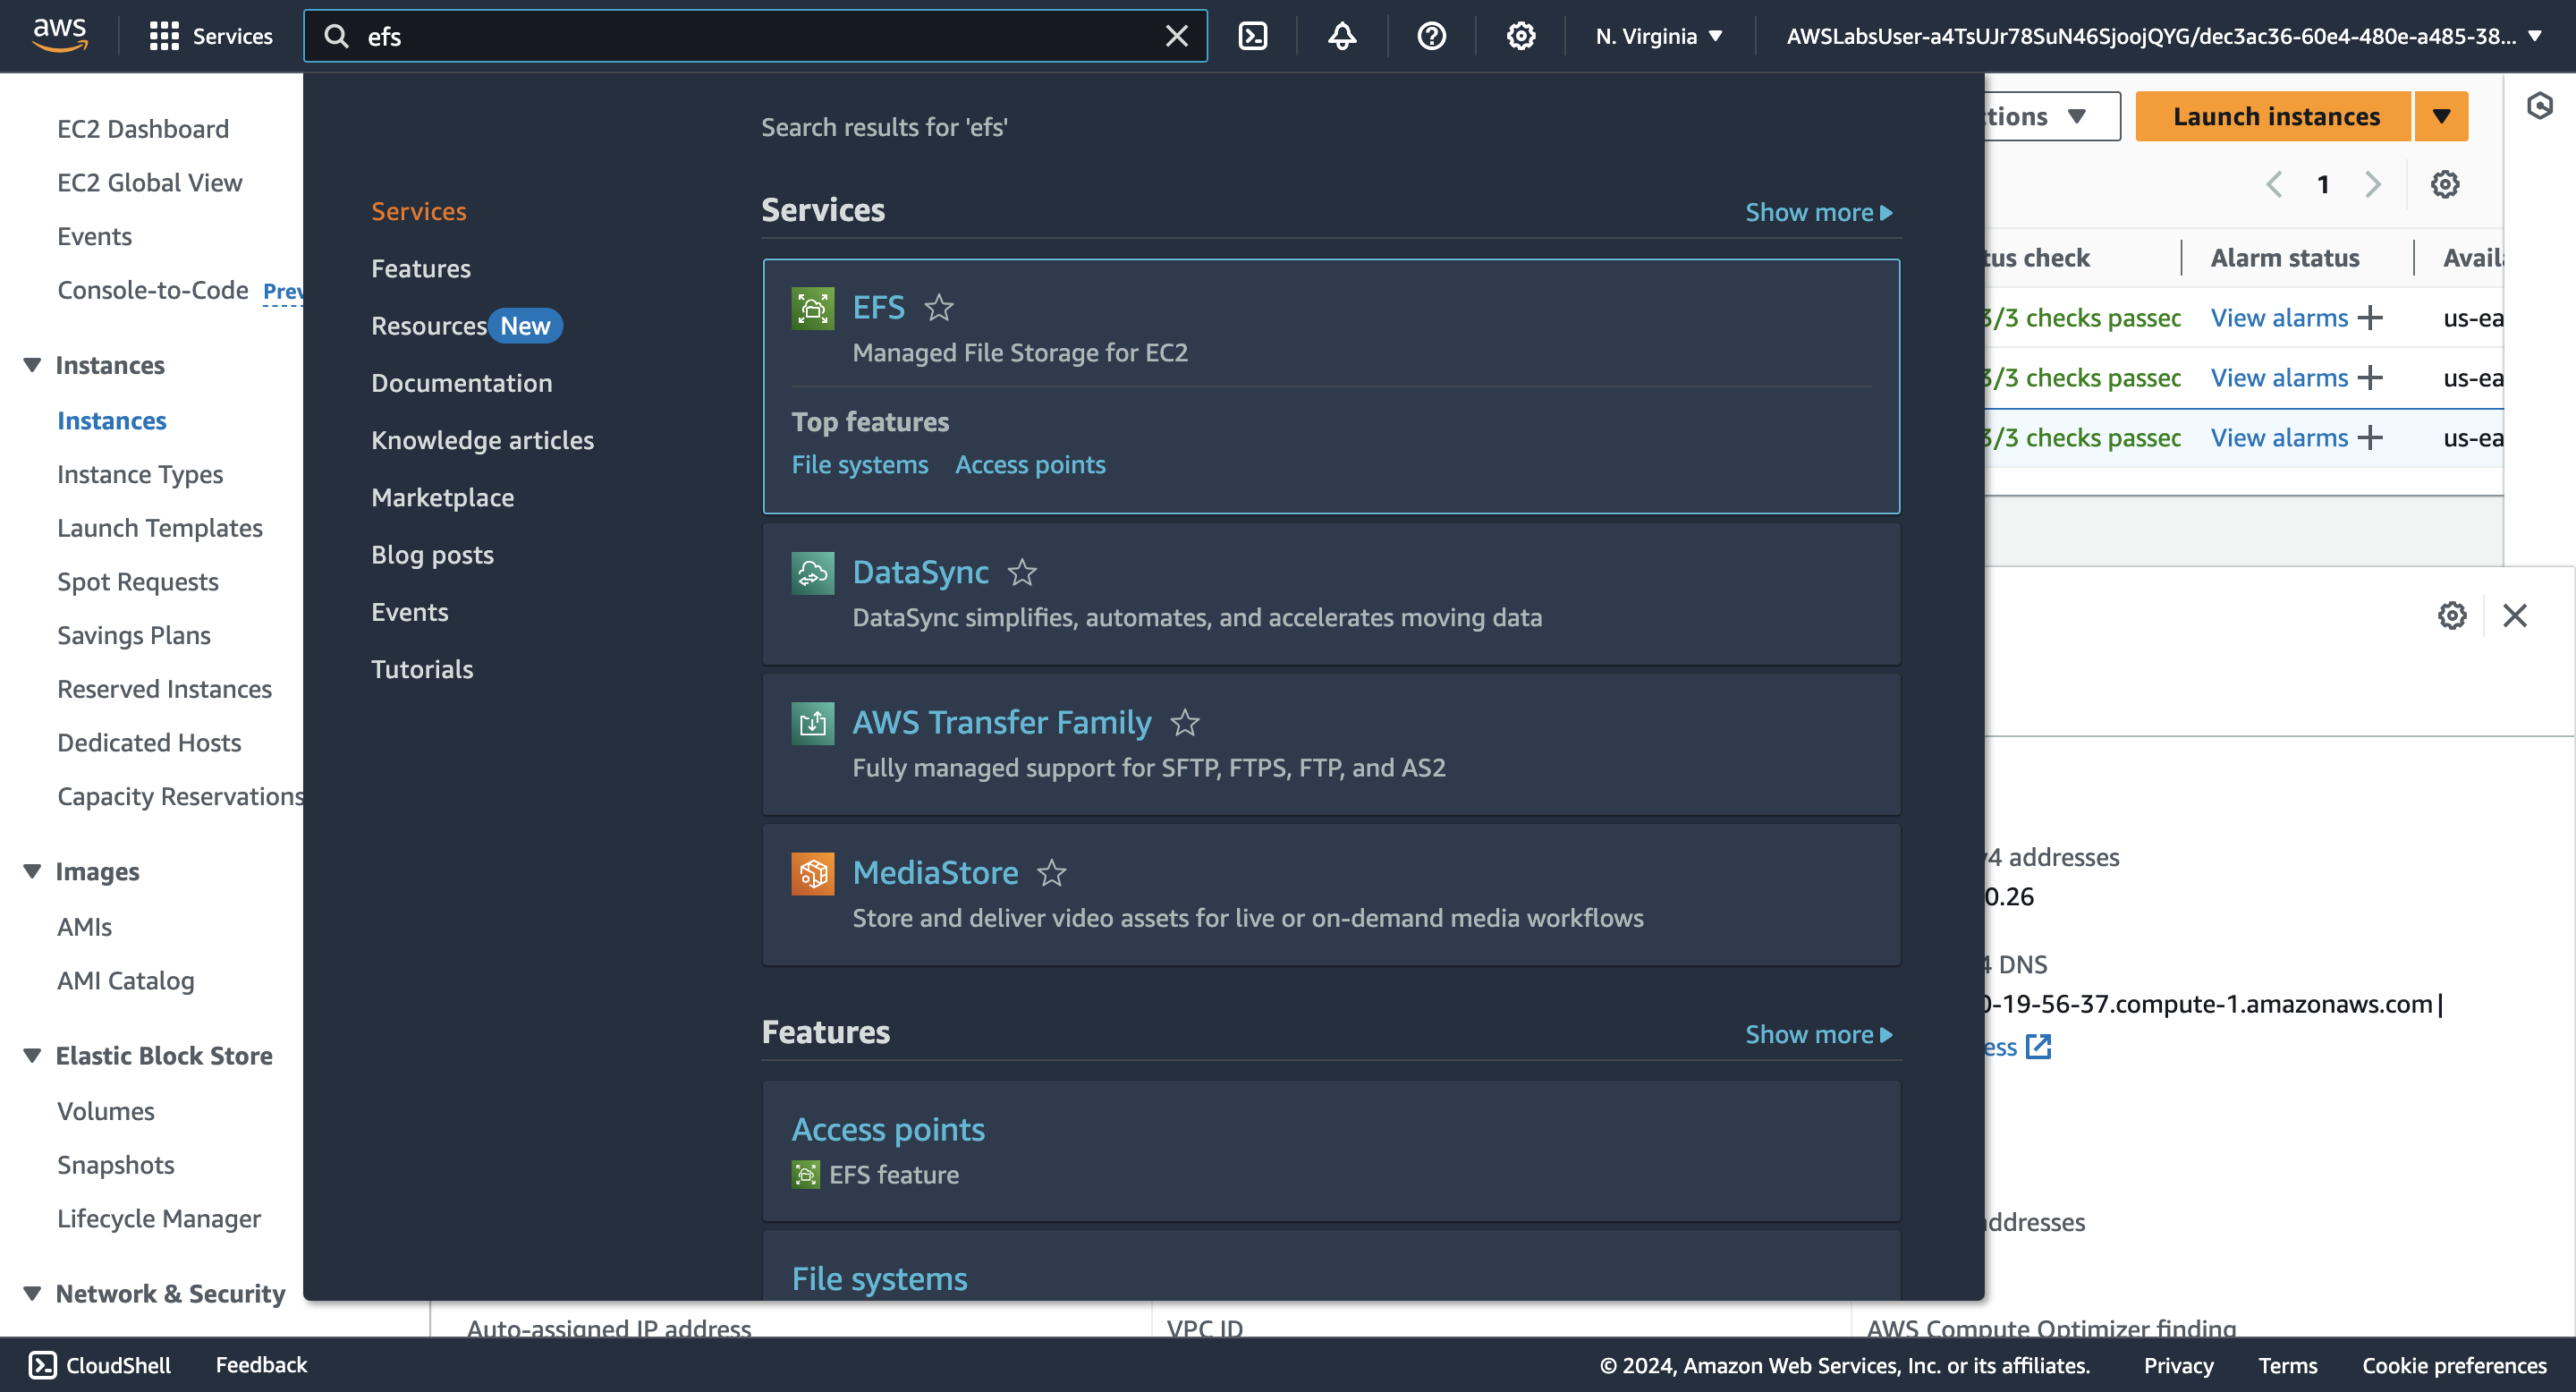 aws
Services
efs
N. Virginia
AWSLabsUser-a4TsUJr78SuN46SjoojQYG/dec3ac36-60e4-480e-a485-38...
EC2 Dashboard
EC2 Global View
Events
Console-to-Code Prev
Instances
Instances
Instance Types
Launch Templates
Spot Requests
Savings Plans
Reserved Instances
Dedicated Hosts
Capacity Reservations
Images
AMIs
AMI Catalog
Elastic Block Store
Volumes
Snapshots
Lifecycle Manager
Network & Security
Search results for 'efs'
Services
Features
Resources New
Documentation
Knowledge articles
Marketplace
Blog posts
Events
Tutorials
Services
Show more
EFS
Managed File Storage for EC2
Top features
File systems Access points
DataSync
DataSync simplifies, automates, and accelerates moving data
AWS Transfer Family
Fully managed support for SFTP, FTPS, FTP, and AS2
MediaStore
Store and deliver video assets for live or on-demand media workflows
Features
Show more
Access points
EFS feature
File systems
ctions
Launch instances
1
tus check Alarm status Availa
3/3 checks passec View alarms us-ea
3/3 checks passec View alarms us-ea
3/3 checks passec View alarms us-ea
v4 addresses
0.26
4 DNS
0-19-56-37.compute-1.amazonaws.com |
ess
addresses
Auto-assigned IP address VPC ID AWS Compute Optimizer finding
CloudShell Feedback
© 2024, Amazon Web Services, Inc. or its affiliates. Privacy Terms Cookie preferences